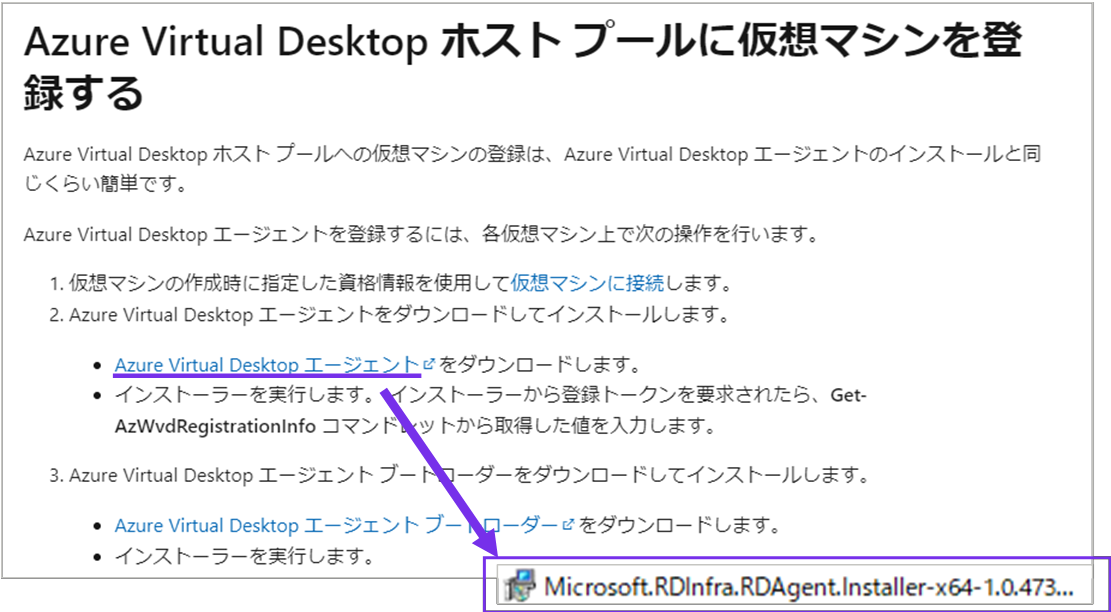 Azure Virtual Desktop ホスト プールに仮想マシンを登
録する
Azure Virtual Desktop ホスト プールへの仮想マシンの登録は、Azure Virtual Desktop エージェントのインストールと同
じくらい簡単です。
Azure Virtual Desktop エージェントを登録するには、各仮想マシン上で次の操作を行います。
1. 仮想マシンの作成時に指定した資格情報を使用して仮想マシンに接続します。
2. Azure Virtual Desktop エージェントをダウンロードしてインストールします。
• Azure Virtual Desktop エージェント をダウンロードします。
• インストーラーを実行します。 インストーラーから登録トークンを要求されたら、Get-
AzWvdRegistrationInfo コマンドレットから取得した値を入力します。
3. Azure Virtual Desktop エージェント ブートローダーをダウンロードしてインストールします。
• Azure Virtual Desktop エージェント ブートローダー をダウンロードします。
• インストーラーを実行します。
Microsoft.RDInfra.RDAgent.Installer-x64-1.0.473...